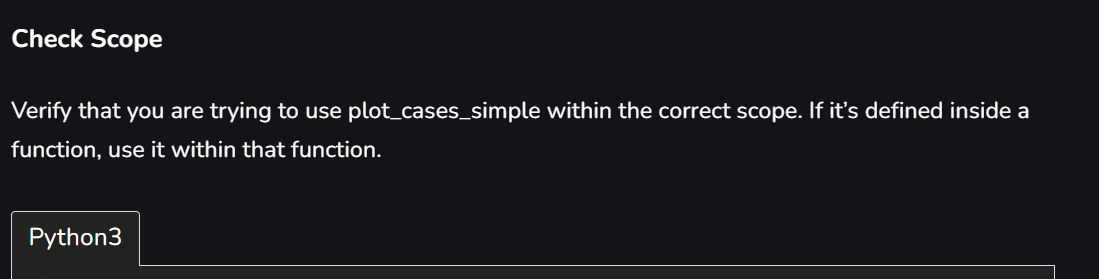 Check Scope
Verify that you are trying to use plot_cases_simple within the correct scope. If it’s defined inside a
function, use it within that function.
Python3